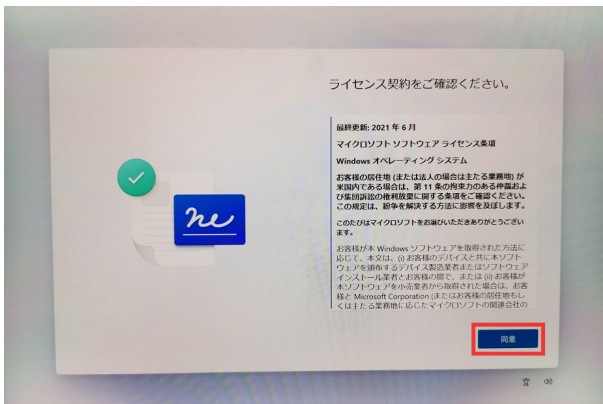 ライセンス契約をご確認ください。
最終更新: 2021 年 6 月
マイクロソフト ソフトウェア ライセンス条項
Windows オペレーティング システム
お客様の居住地 (または法人の場合は主たる業務地) が
米国内である場合は、第 11 条の拘束力のある仲裁およ
び集団訴訟の権利放棄に関する条項をご確認ください。
この規定は、紛争を解決する方法に影響を及ぼします。
このたびはマイクロソフトをお選びいただきありがとうござい
ます。
お客様が本 Windows ソフトウェアを取得された方法に
応じて、本文は、(i) お客様のデバイスと共に本ソフト
ウェアを頒布するデバイス製造業者またはソフトウェア
インストール業者とお客様の間で、または (ii) お客様が
本ソフトウェアを小売業者から取得された場合は、お客
様と Microsoft Corporation (またはお客様の居住地もし
くは主たる業務地に応じたマイクロソフトの関連会社の
同意